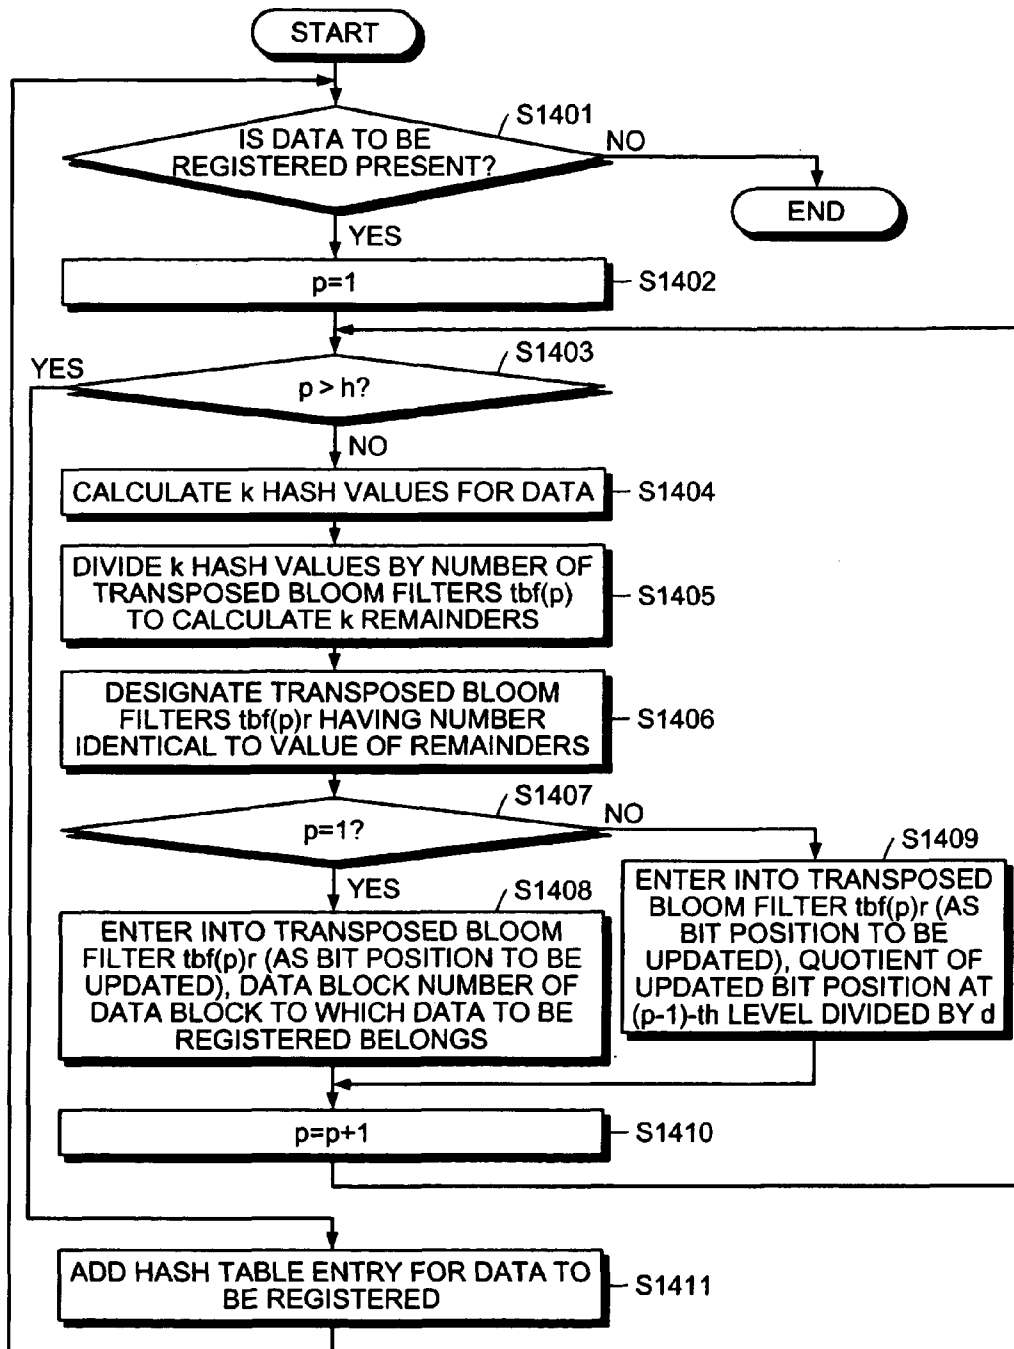 START
S1401
IS DATA TO BE
REGISTERED PRESENT?
NO
END
YES
p=1
S1402
S1403
YES
p > h?
NO
CALCULATE k HASH VALUES FOR DATA
S1404
DIVIDE k HASH VALUES BY NUMBER OF
TRANSPOSED BLOOM FILTERS tbf(p)
TO CALCULATE k REMAINDERS
S1405
DESIGNATE TRANSPOSED BLOOM
FILTERS tbf(p)r HAVING NUMBER
IDENTICAL TO VALUE OF REMAINDERS
S1406
S1407
p=1?
NO
YES
S1408
ENTER INTO TRANSPOSED BLOOM
FILTER tbf(p)r (AS BIT POSITION TO BE
UPDATED), DATA BLOCK NUMBER OF
DATA BLOCK TO WHICH DATA TO BE
REGISTERED BELONGS
S1409
ENTER INTO TRANSPOSED
BLOOM FILTER tbf(p)r (AS
BIT POSITION TO BE
UPDATED), QUOTIENT OF
UPDATED BIT POSITION AT
(p-1)-th LEVEL DIVIDED BY d
p=p+1
S1410
ADD HASH TABLE ENTRY FOR DATA TO
BE REGISTERED
S1411